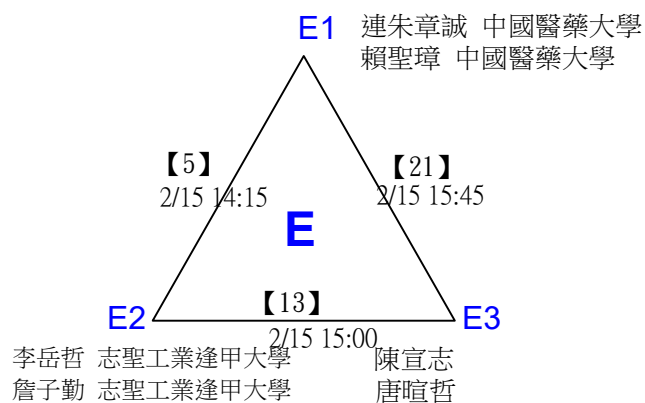 E1
連朱章誠 中國醫藥大學
賴聖璋 中國醫藥大學
【5】
2/15 14:15
【21】
2/15 15:45
E
【13】
2/15 15:00
E2
E3
李岳哲 志聖工業逢甲大學
詹子勤 志聖工業逢甲大學
陳宣志
唐暄哲